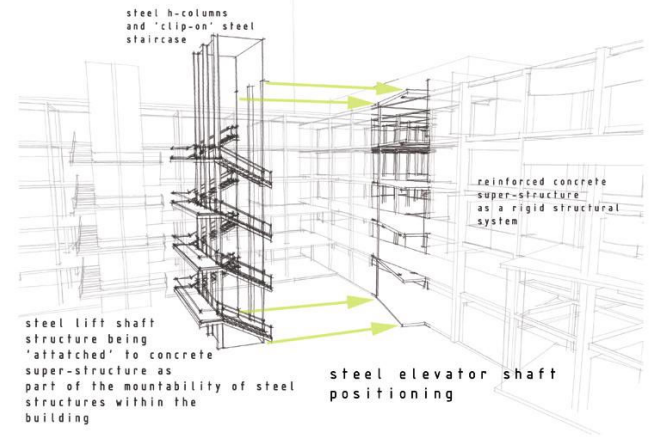 steel h-columns
and 'clip-on' steel
staircase
reinforced concrete
super-structure
as a rigid structural
system
steel lift shaft
structure being
'attatched' to concrete
super-structure as
part of the mountability of steel
structures within the
building
steel elevator shaft
positioning